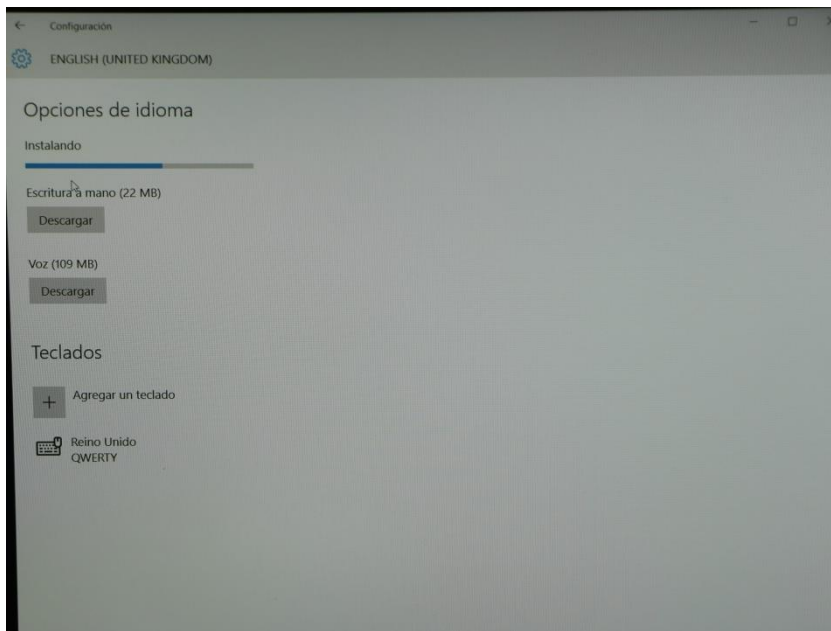 Configuración
ENGLISH (UNITED KINGDOM)
Opciones de idioma
Instalando
Escritura a mano (22 MB)
Descargar
Voz (109 MB)
Descargar
Teclados
Agregar un teclado
Reino Unido
QWERTY